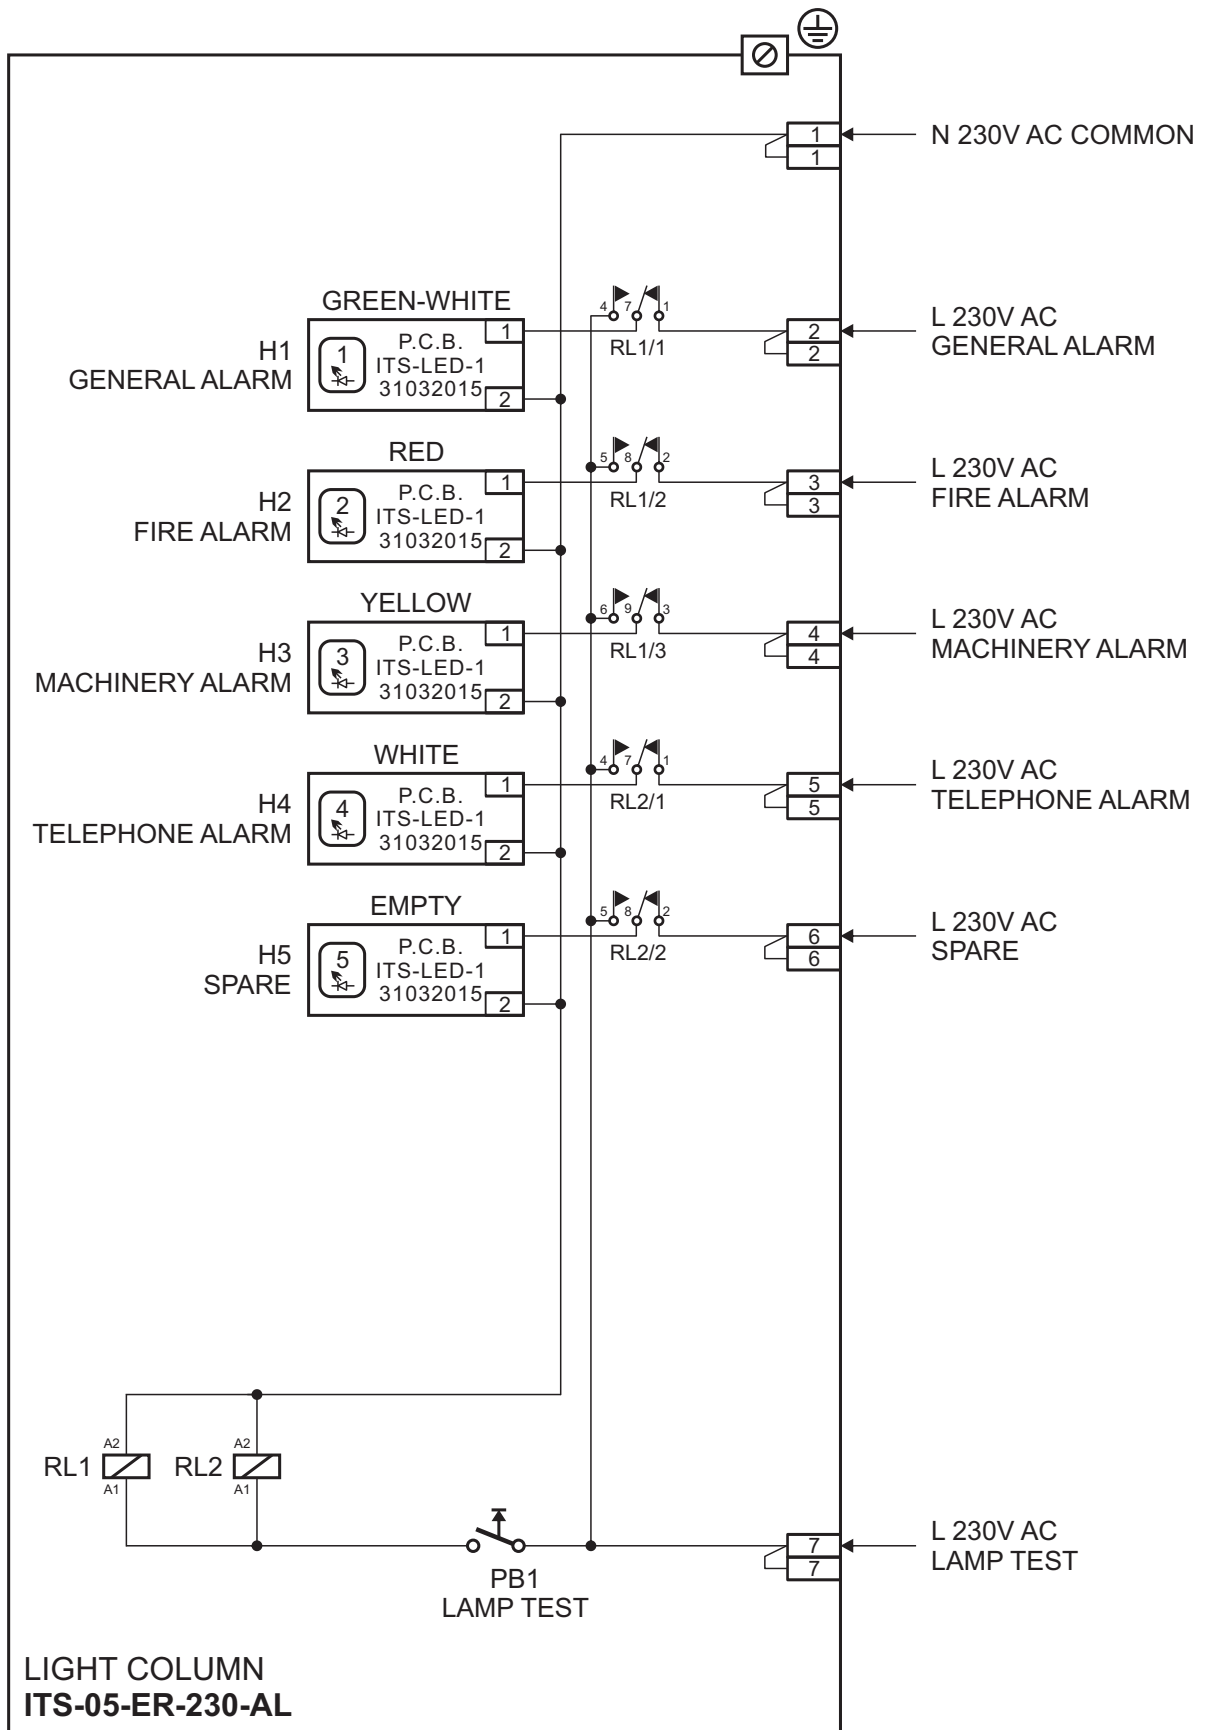 1
N 230V AC COMMON
1
GREEN-WHITE
4 7 1
L 230V AC
GENERAL ALARM
H1
GENERAL ALARM
1
P.C.B.
ITS-LED-1
31032015
1
2
RL1/1
2
2
RED
5 8 2
L 230V AC
FIRE ALARM
H2
FIRE ALARM
2
P.C.B.
ITS-LED-1
31032015
1
2
RL1/2
3
3
YELLOW
6 9 3
L 230V AC
MACHINERY ALARM
H3
MACHINERY ALARM
3
P.C.B.
ITS-LED-1
31032015
1
2
RL1/3
4
4
WHITE
4 7 1
L 230V AC
TELEPHONE ALARM
H4
TELEPHONE ALARM
4
P.C.B.
ITS-LED-1
31032015
1
2
RL2/1
5
5
EMPTY
5 8 2
L 230V AC
SPARE
H5
SPARE
5
P.C.B.
ITS-LED-1
31032015
1
2
RL2/2
6
6
A2 A2
RL1 RL2
A1 A1
PB1
LAMP TEST
7
7
L 230V AC
LAMP TEST
LIGHT COLUMN
ITS-05-ER-230-AL